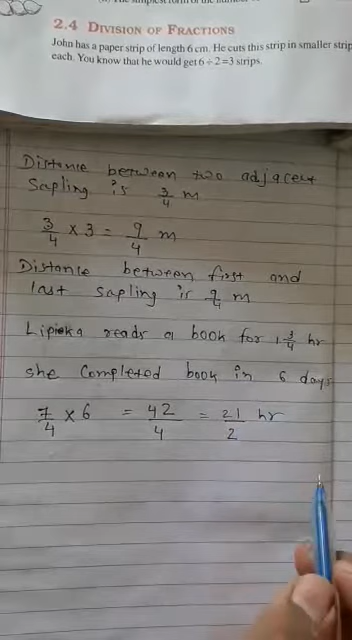 2.4 DIVISION OF FRACTIONS
John has a paper strip of length 6 cm. He cuts this strip in smaller strip
each. You know that he would get 6 ÷ 2 = 3 strips.
Distance between two adjacent
Sapling is 3/4 m
3/4 × 3 = 9/4 m
Distance between first and
last sapling is 9/4 m
Lipika reads a book for 1 3/4 hr
she completed book in 6 days
7/4 × 6 = 42/4 = 21/2 hr